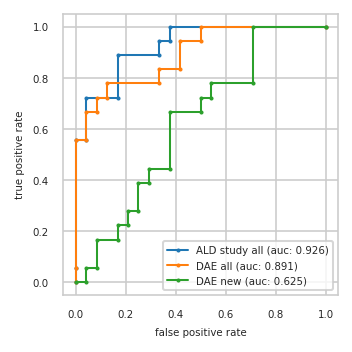 1.0
0.8
0.6
0.4
0.2
0.0
true positive rate
ALD study all (auc: 0.926)
DAE all (auc: 0.891)
DAE new (auc: 0.625)
0.0 0.2 0.4 0.6 0.8 1.0
false positive rate